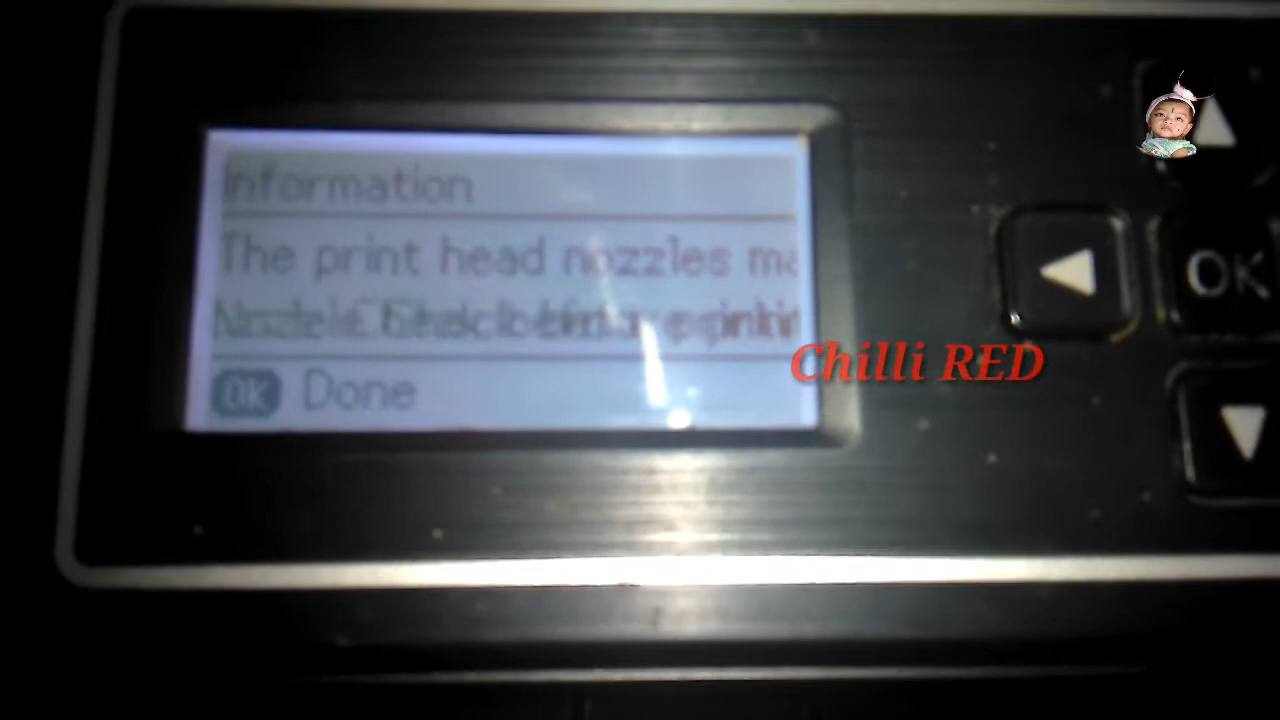 Information
The print head nozzles ma
OK Done
OK
Chilli RED